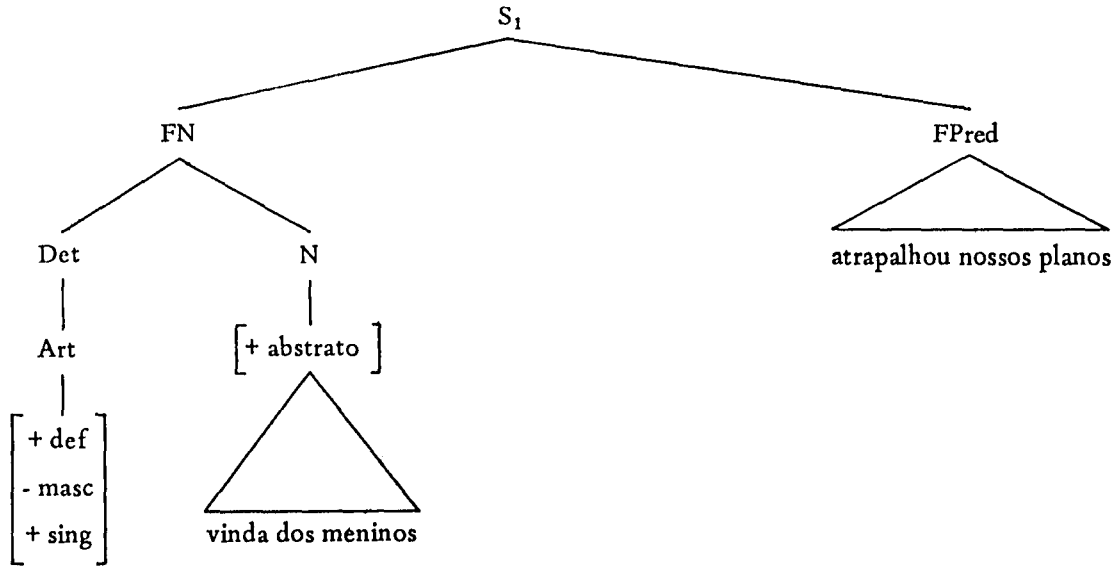 S₁
FN FPred
Det N
atrapalhou nossos planos
Art [+ abstrato ]
+ def
- masc
+ sing
vinda dos meninos